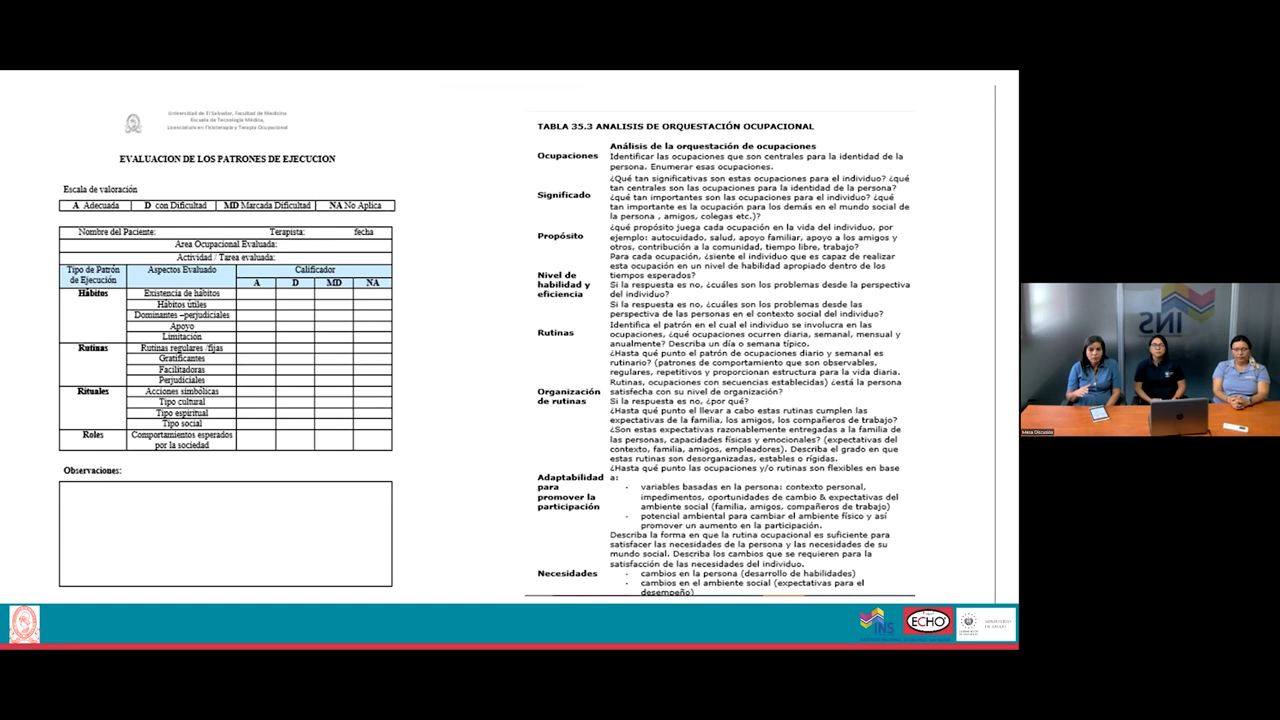 Universidad de El Salvador, Facultad de Medicina
Escuela de Tecnología Médica,
Licenciatura en Fisioterapia y Terapia Ocupacional
EVALUACION DE LOS PATRONES DE EJECUCION
Escala de valoración
A Adecuada D con Dificultad MD Marcada Dificultad NA No Aplica
Nombre del Paciente: Terapista: fecha
Area Ocupacional Evaluada:
Actividad / Tarea evaluada:
Tipo de Patrón de Ejecución Aspectos Evaluado Calificador
A D MD NA
Hábitos Existencia de hábitos
Hábitos útiles
Dominantes –perjudiciales
Apoyo
Limitación
Rutinas Rutinas regulares /fijas
Gratificantes
Facilitadoras
Perjudiciales
Rituales Acciones simbólicas
Tipo cultural
Tipo espiritual
Tipo social
Roles Comportamientos esperados
por la sociedad
Observaciones:
TABLA 35.3 ANALISIS DE ORQUESTACIÓN OCUPACIONAL
Análisis de la orquestación de ocupaciones
Ocupaciones Identificar las ocupaciones que son centrales para la identidad de la
persona. Enumerar esas ocupaciones.
¿Qué tan significativas son estas ocupaciones para el individuo? ¿qué
tan centrales son las ocupaciones para la identidad de la persona?
Significado ¿qué tan importantes son las ocupaciones para el individuo? ¿qué
tan importante es la ocupación para los demás en el mundo social de
la persona , amigos, colegas etc.)?
¿qué propósito juega cada ocupación en la vida del individuo, por
Propósito ejemplo: autocuidado, salud, apoyo familiar, apoyo a los amigos y
otros, contribución a la comunidad, tiempo libre, trabajo?
Para cada ocupación, ¿siente el individuo que es capaz de realizar
esta ocupación en un nivel de habilidad apropiado dentro de los
Nivel de tiempos esperados?
habilidad y Si la respuesta es no, ¿cuáles son los problemas desde la perspectiva
eficiencia del individuo?
Si la respuesta es no, ¿cuáles son los problemas desde las
perspectiva de las personas en el contexto social del individuo?
Identifica el patrón en el cual el individuo se involucra en las
Rutinas ocupaciones, ¿qué ocupaciones ocurren diaria, semanal, mensual y
anualmente? Describa un día o semana típico.
¿Hasta qué punto el patrón de ocupaciones diario y semanal es
rutinario? (patrones de comportamiento que son observables,
regulares, repetitivos y proporcionan estructura para la vida diaria.
Rutinas, ocupaciones con secuencias establecidas) ¿está la persona
Organización satisfecha con su nivel de organización?
de rutinas Si la respuesta es no, ¿por qué?
¿Hasta qué punto el llevar a cabo estas rutinas cumplen las
expectativas de la familia, los amigos, los compañeros de trabajo?
¿Son estas expectativas razonablemente entregadas a la familia de
las personas, capacidades físicas y emocionales? (expectativas del
contexto, familia, amigos, empleadores). Describa el grado en que
estas rutinas son desorganizadas, estables o rígidas.
¿Hasta qué punto las ocupaciones y/o rutinas son flexibles en base
Adaptabilidad a:
para - variables basadas en la persona: contexto personal,
promover la impedimentos, oportunidades de cambio & expectativas del
participación ambiente social (familia, amigos, compañeros de trabajo)
- potencial ambiental para cambiar el ambiente físico y así
promover un aumento en la participación.
Describa la forma en que la rutina ocupacional es suficiente para
satisfacer las necesidades de la persona y las necesidades de su
mundo social. Describa los cambios que se requieren para la
satisfacción de las necesidades del individuo.
Necesidades - cambios en la persona (desarrollo de habilidades)
- cambios en el ambiente social (expectativas para el
desempeño)
INS
ECHO
INS
Mesa Discusión